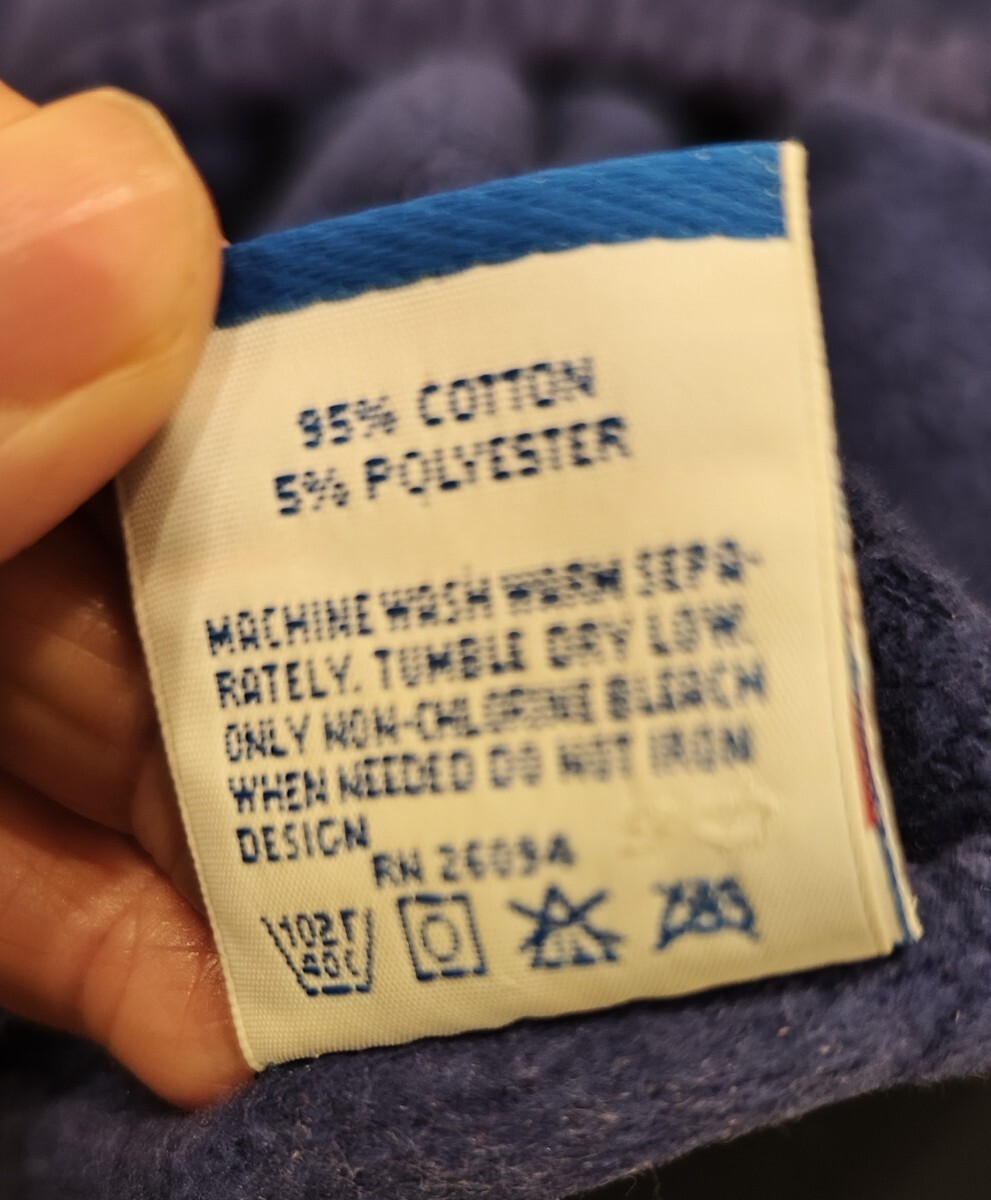 95% COTTON
5% POLYESTER
MACHINE WASH WARM SEPA-
RATELY. TUMBLE DRY LOW.
ONLY NON-CHLORINE BLEACH
WHEN NEEDED DO NOT IRON
DESIGN
RN 26094
102F
40C